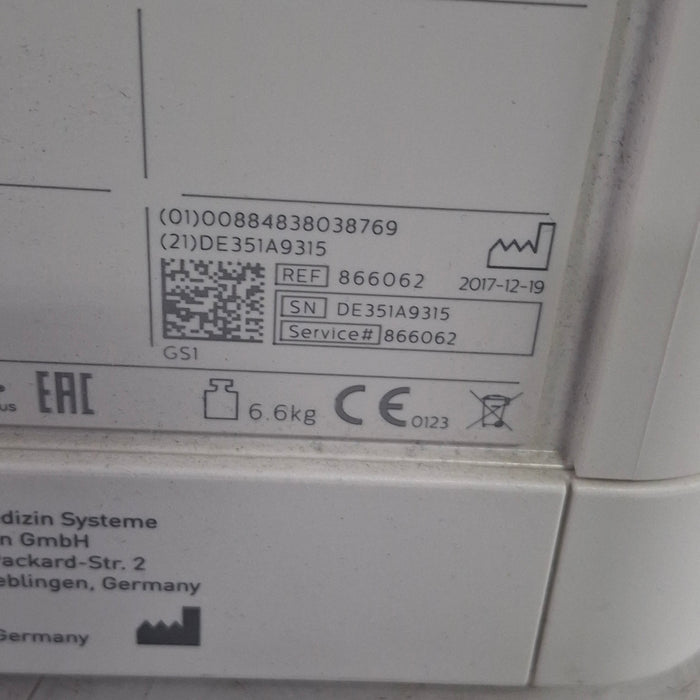 (01)00884838038769
(21)DE351A9315
REF 866062
2017-12-19
SN DE351A9315
Service# 866062
GS1
us
EAC
6.6kg
CE 0123
dizin Systeme
n GmbH
ackard-Str. 2
eblingen, Germany
Germany